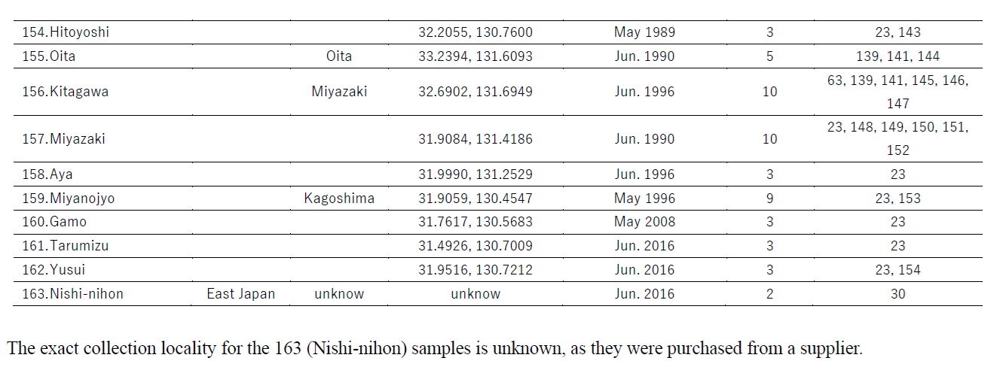 154.Hitoyoshi 32.2055, 130.7600 May 1989 3 23, 143
155.Oita Oita 33.2394, 131.6093 Jun. 1990 5 139, 141, 144
156.Kitagawa Miyazaki 32.6902, 131.6949 Jun. 1996 10 63, 139, 141, 145, 146,
147
157.Miyazaki 31.9084, 131.4186 Jun. 1990 10 23, 148, 149, 150, 151,
152
158.Aya 31.9990, 131.2529 Jun. 1996 3 23
159.Miyanojyo Kagoshima 31.9059, 130.4547 May 1996 9 23, 153
160.Gamo 31.7617, 130.5683 May 2008 3 23
161.Tarumizu 31.4926, 130.7009 Jun. 2016 3 23
162.Yusui 31.9516, 130.7212 Jun. 2016 3 23, 154
163.Nishi-nihon East Japan unknow unknow Jun. 2016 2 30
The exact collection locality for the 163 (Nishi-nihon) samples is unknown, as they were purchased from a supplier.